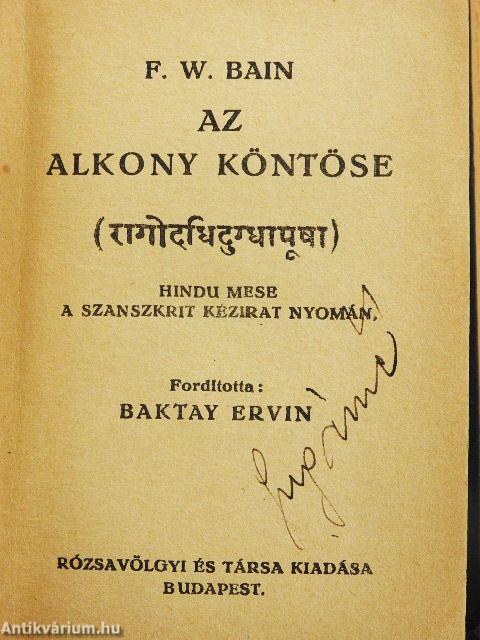 F. W. BAIN
AZ
ALKONY KÖNTÖSE
(रागोदधिदुग्धापूषा)
HINDU MESE
A SZANSZKRIT KÉZIRAT NYOMÁN.
Fordította:
BAKTAY ERVIN
RÓZSAVÖLGYI ÉS TÁRSA KIADÁSA
BUDAPEST.
Antikvárium.hu